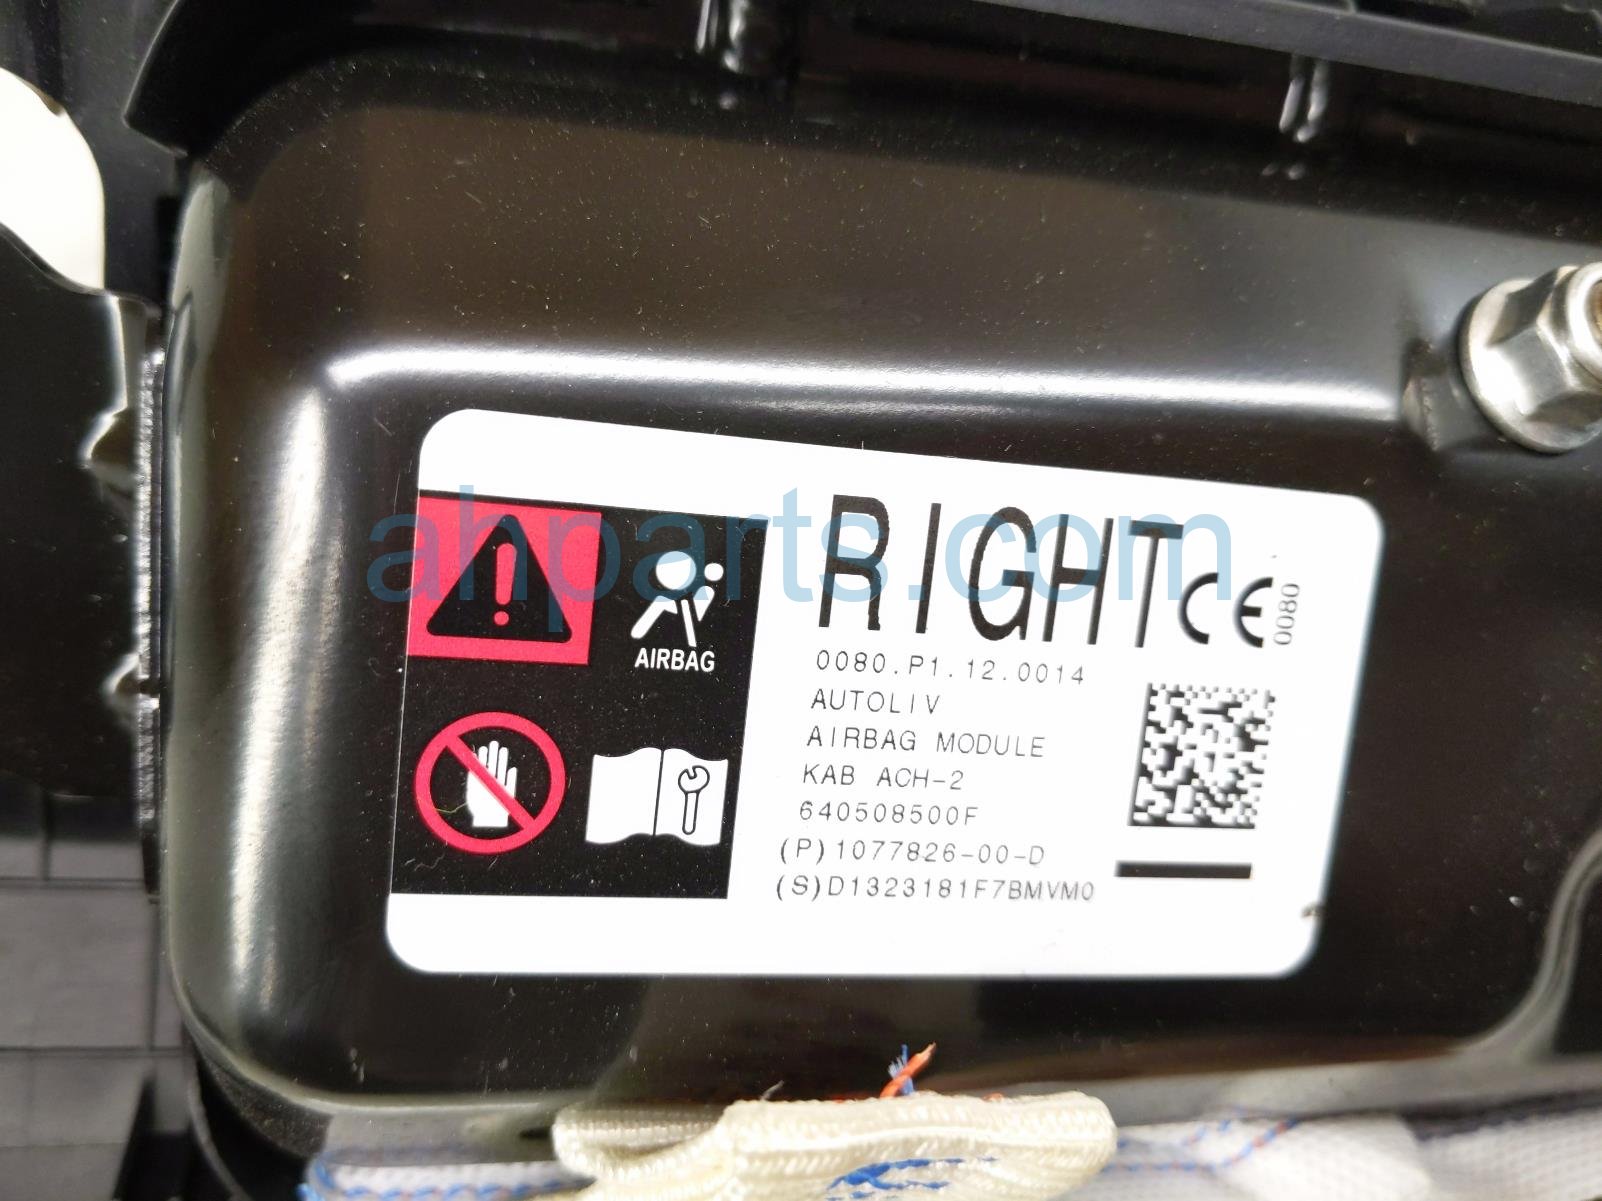 RIGHT CE 0080
0080.P1.12.0014
AUTOLIV
AIRBAG MODULE
KAB ACH-2
640508500F
(P)1077826-00-D
(S)D1323181F7BMVM0
AIRBAG
ahparts.com